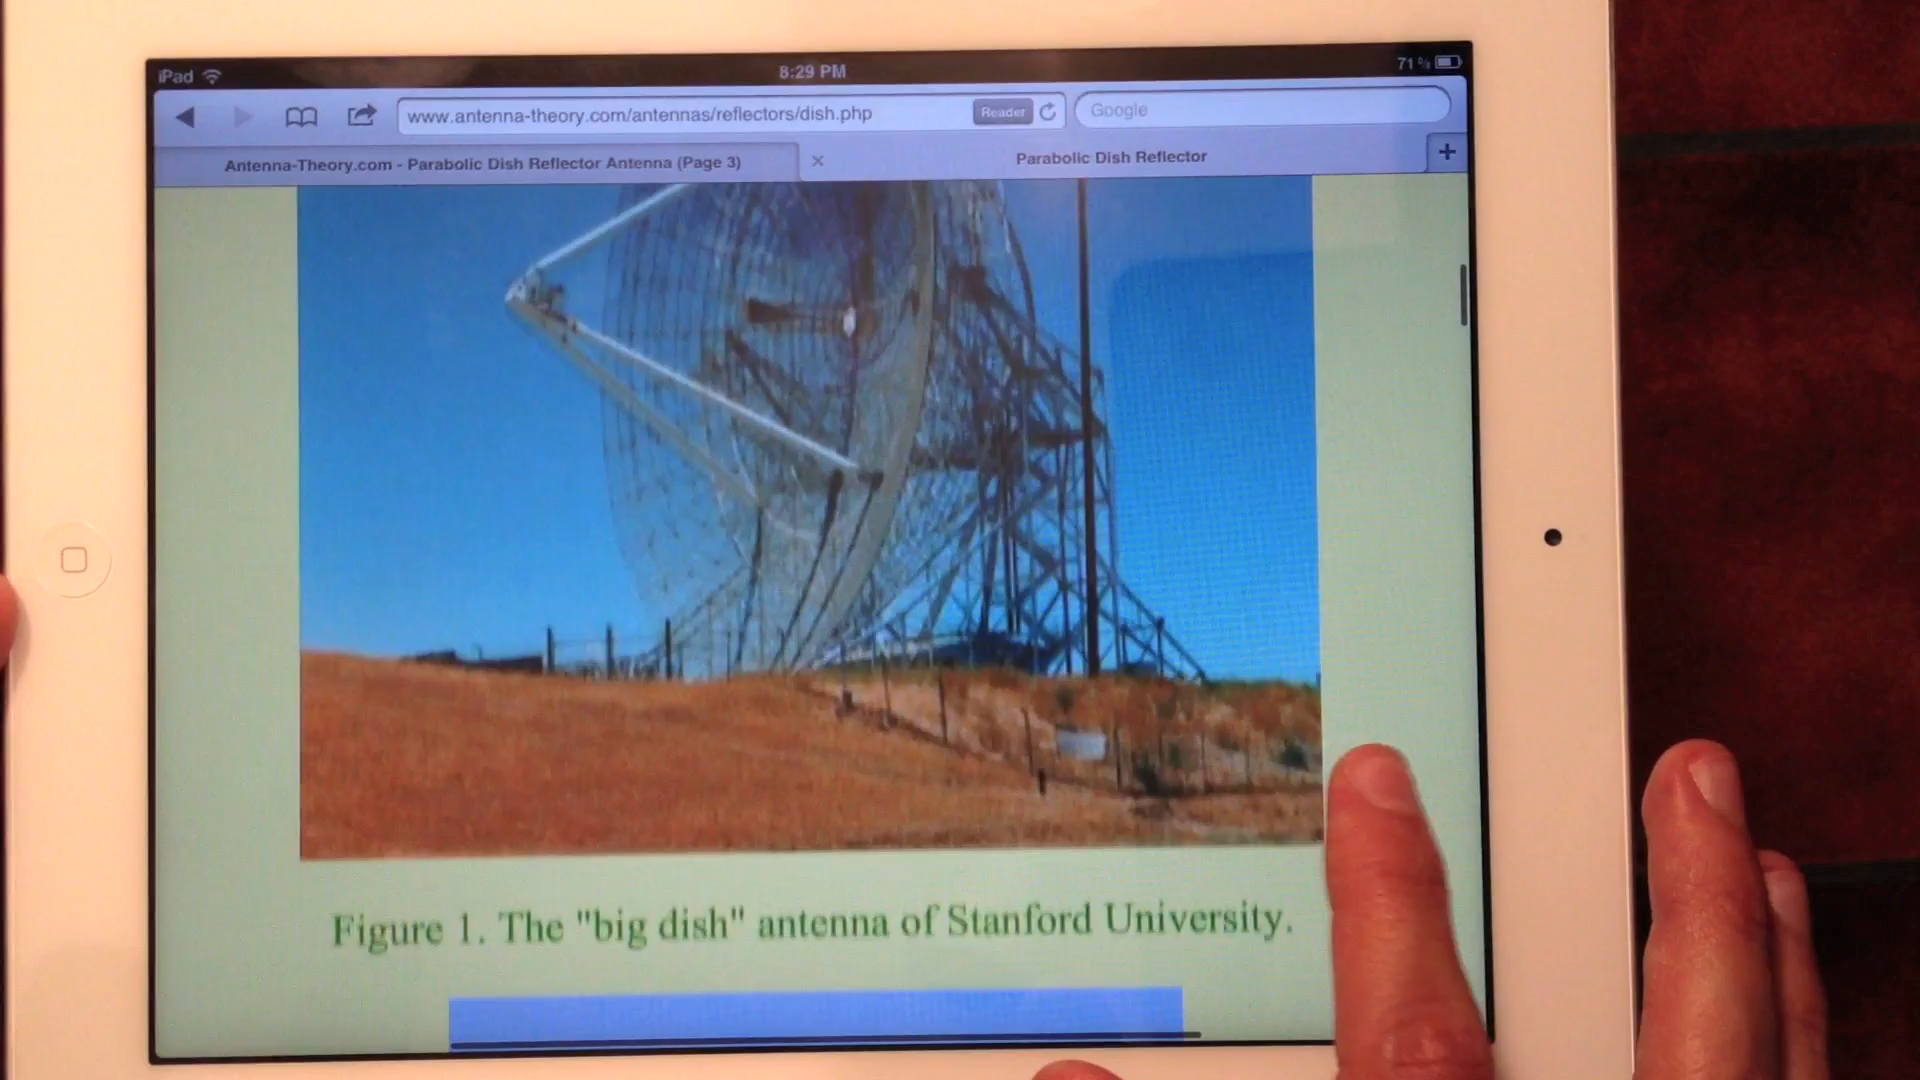 iPad 8:29 PM 71%
www.antenna-theory.com/antennas/reflectors/dish.php Reader Google
Antenna-Theory.com - Parabolic Dish Reflector Antenna (Page 3) Parabolic Dish Reflector
Figure 1. The "big dish" antenna of Stanford University.